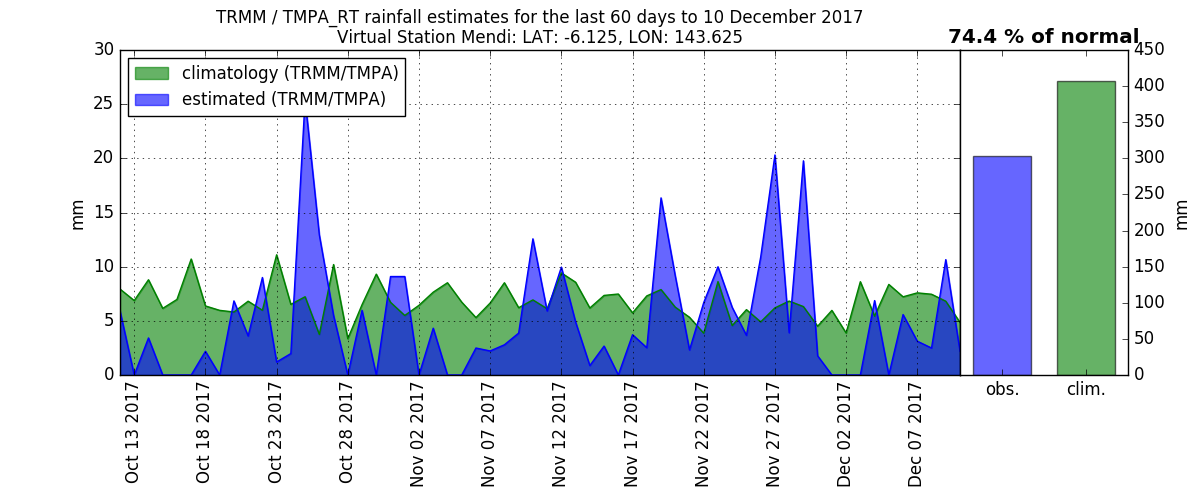 TRMM / TMPA_RT rainfall estimates for the last 60 days to 10 December 2017
Virtual Station Mendi: LAT: -6.125, LON: 143.625
74.4 % of normal
climatology (TRMM/TMPA)
estimated (TRMM/TMPA)
30
25
20
15
10
5
0
mm
Oct 13 2017
Oct 18 2017
Oct 23 2017
Oct 28 2017
Nov 02 2017
Nov 07 2017
Nov 12 2017
Nov 17 2017
Nov 22 2017
Nov 27 2017
Dec 02 2017
Dec 07 2017
obs.
clim.
450
400
350
300
250
200
150
100
50
0
mm